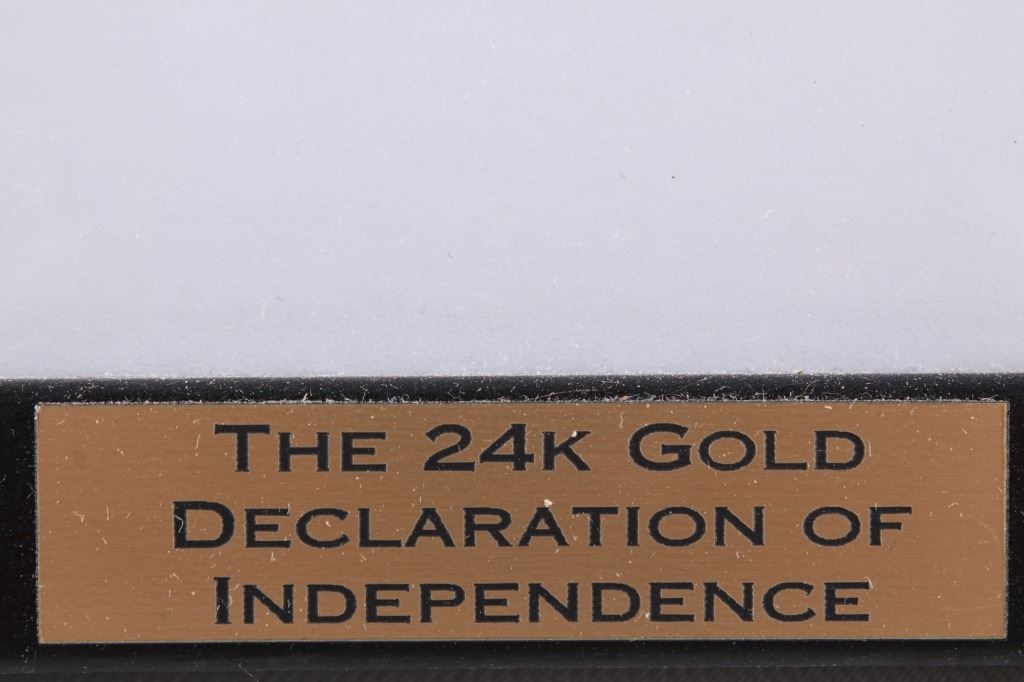 THE 24K GOLD
DECLARATION OF
INDEPENDENCE